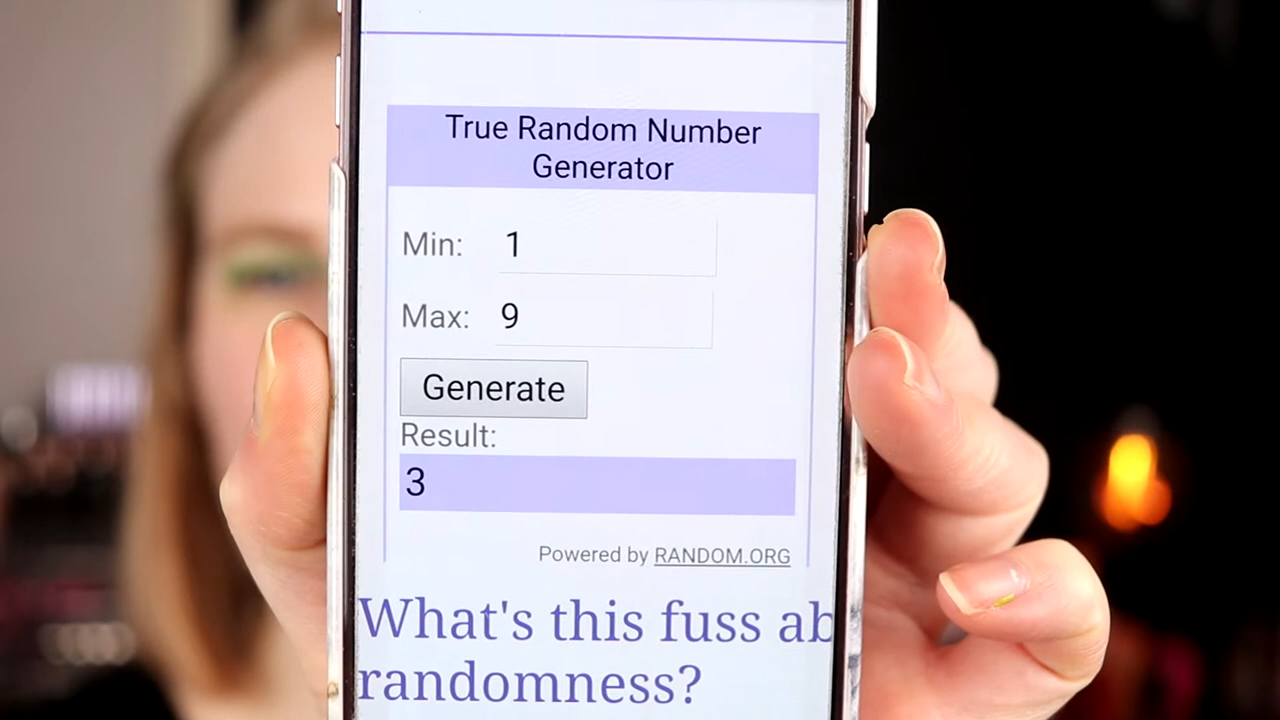 True Random Number
Generator
Min: 1
Max: 9
Generate
Result:
3
Powered by RANDOM.ORG
What's this fuss ab
randomness?